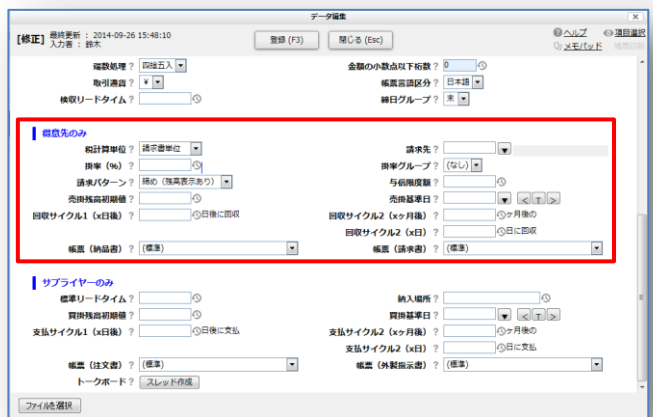 データ編集
[修正] 最終更新 : 2014-09-26 15:48:10
入力者 : 鈴木
登録 (F3) 閉じる (Esc)
ヘルプ 項目選択
メモパッド 帳票印刷
端数処理 ? 四捨五入 金額の小数点以下桁数 ? 0
取引通貨 ? ¥ 帳票言語区分 ? 日本語
検収リードタイム ? 締日グループ ? 末
得意先のみ
税計算単位 ? 請求書単位 請求先 ?
掛率 (%) ? 掛率グループ ? (なし)
請求パターン ? 締め (残高表示あり) 与信限度額 ?
売掛残高初期値 ? 売掛基準日 ? < T >
回収サイクル1 (x日後) ? 日後に回収 回収サイクル2 (xヶ月後) ? ヶ月後の
回収サイクル2 (x日) ? 日に回収
帳票 (納品書) ? (標準) 帳票 (請求書) ? (標準)
サプライヤーのみ
標準リードタイム ? 納入場所 ?
買掛残高初期値 ? 買掛基準日 ? < T >
支払サイクル1 (x日後) ? 日後に支払 支払サイクル2 (xヶ月後) ? ヶ月後の
支払サイクル2 (x日) ? 日に支払
帳票 (注文書) ? (標準) 帳票 (外製指示書) ? (標準)
トークボード ? スレッド作成
ファイルを選択